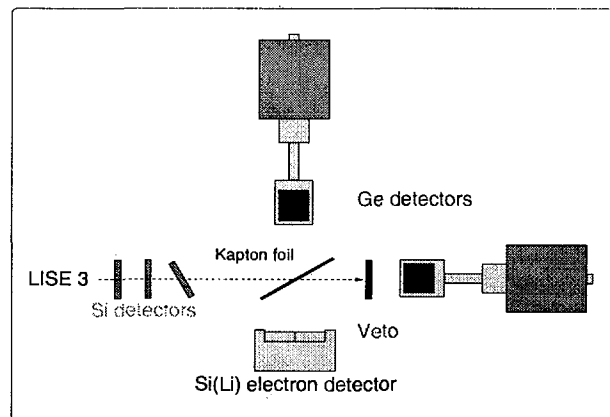 Ge detectors
Kapton foil
LISE 3
Si detectors
Veto
Si(Li) electron detector